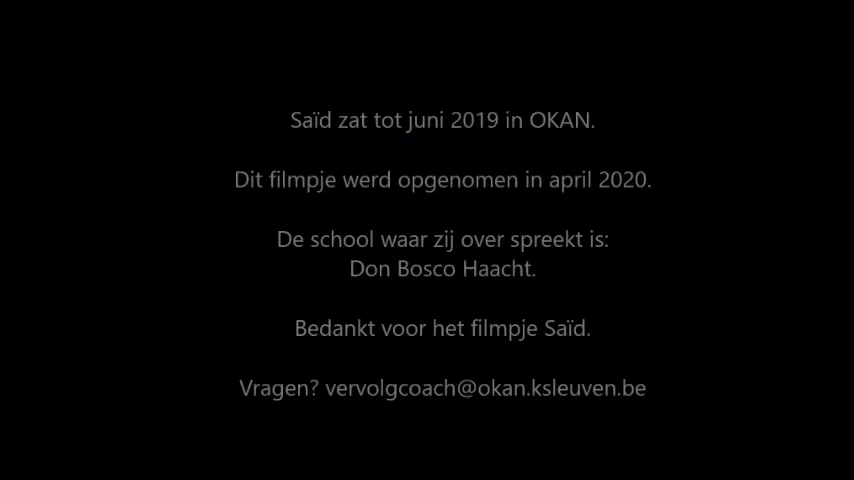 Saïd zat tot juni 2019 in OKAN.
Dit filmpje werd opgenomen in april 2020.
De school waar zij over spreekt is:
Don Bosco Haacht.
Bedankt voor het filmpje Saïd.
Vragen? vervolgcoach@okan.ksleuven.be